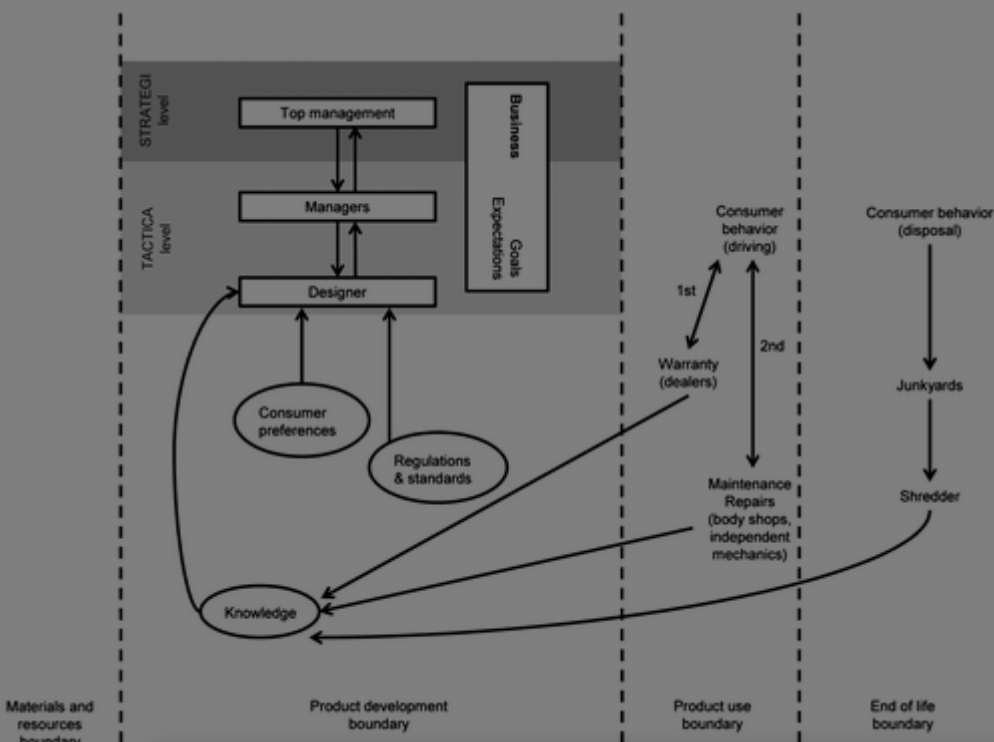 STRATEGI
level
Top management
Business
Goals
Expectations
TACTICA
level
Managers
Designer
Consumer
behavior
(driving)
Consumer behavior
(disposal)
1st
2nd
Warranty
(dealers)
Junkyards
Consumer
preferences
Regulations
& standards
Maintenance
Repairs
(body shops,
independent
mechanics)
Shredder
Knowledge
Materials and
resources
boundary
Product development
boundary
Product use
boundary
End of life
boundary